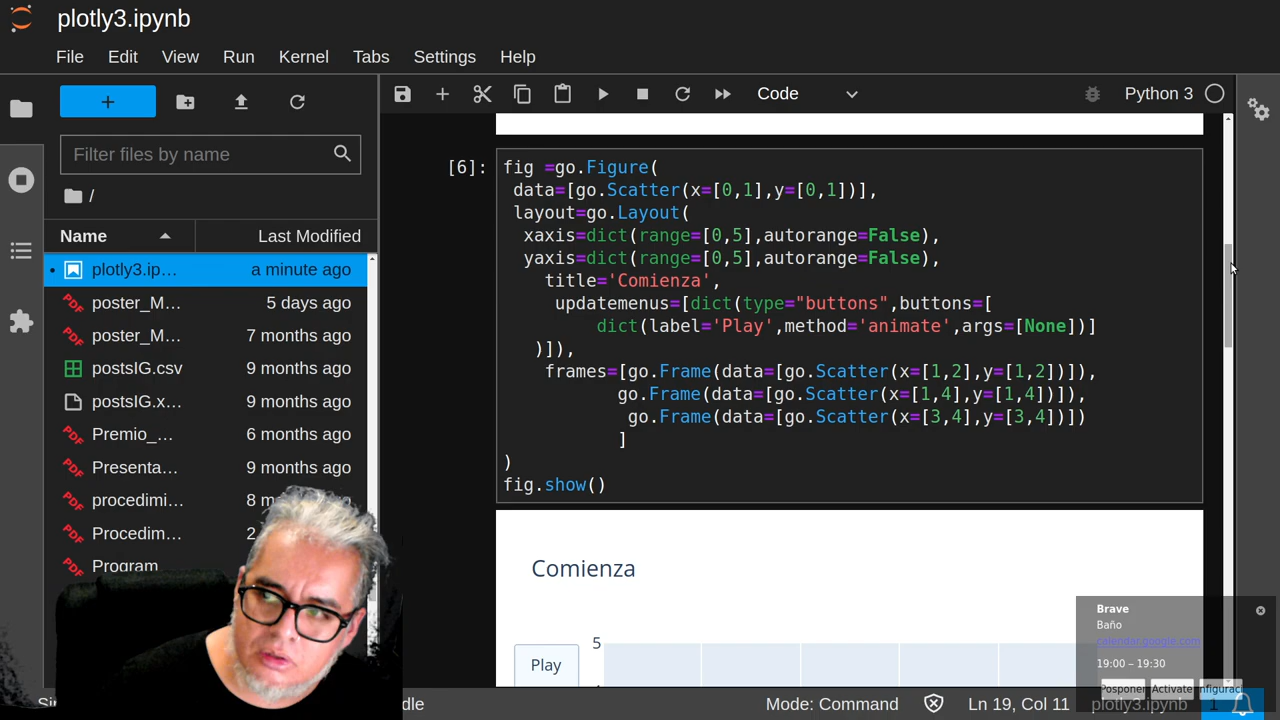 plotly3.ipynb
File Edit View Run Kernel Tabs Settings Help
Code
Python 3
Filter files by name
/
Name Last Modified
plotly3.ip… a minute ago
poster_M… 5 days ago
poster_M… 7 months ago
postsIG.csv 9 months ago
postsIG.x… 9 months ago
Premio_… 6 months ago
Presenta… 9 months ago
procedimi… 8 m
Procedim… 2
Program
[6]:
fig =go.Figure(
data=[go.Scatter(x=[0,1],y=[0,1])],
layout=go.Layout(
xaxis=dict(range=[0,5],autorange=False),
yaxis=dict(range=[0,5],autorange=False),
title='Comienza',
updatemenus=[dict(type="buttons",buttons=[
dict(label='Play',method='animate',args=[None])]
)]),
frames=[go.Frame(data=[go.Scatter(x=[1,2],y=[1,2])]),
go.Frame(data=[go.Scatter(x=[1,4],y=[1,4])]),
go.Frame(data=[go.Scatter(x=[3,4],y=[3,4])])
]
)
fig.show()
Comienza
5
Play
Brave
Baño
calendar.google.com
19:00 – 19:30
Posponer Activate nfigurac
dle
Mode: Command Ln 19, Col 11 plotly3.ipynb 1